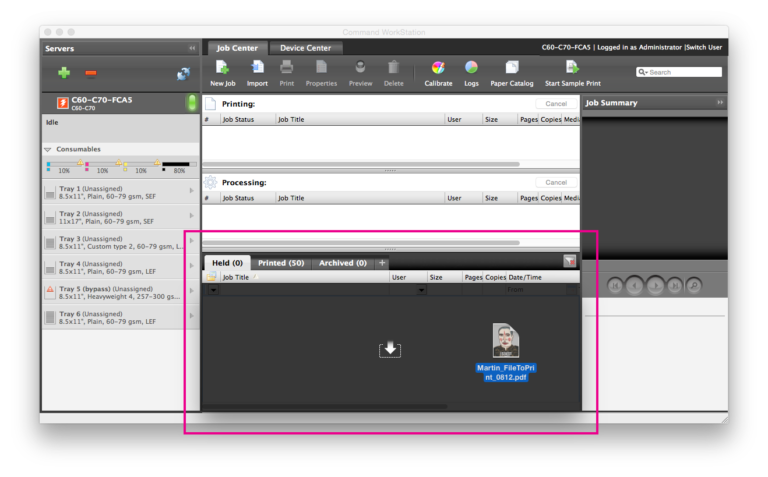 Command WorkStation
Servers
Job Center
Device Center
C60-C70-FCA5 | Logged in as Administrator |Switch User
New Job
Import
Print
Properties
Preview
Delete
Calibrate
Logs
Paper Catalog
Start Sample Print
Search
C60-C70-FCA5
C60-C70
Idle
Consumables
10%
10%
10%
80%
Tray 1 (Unassigned)
8.5x11", Plain, 60-79 gsm, SEF
Tray 2 (Unassigned)
11x17", Plain, 60-79 gsm, SEF
Tray 3 (Unassigned)
8.5x11", Custom type 2, 60-79 gsm, L...
Tray 4 (Unassigned)
8.5x11", Plain, 60-79 gsm, LEF
Tray 5 (bypass) (Unassigned)
8.5x11", Heavyweight 4, 257-300 gs...
Tray 6 (Unassigned)
8.5x11", Plain, 60-79 gsm, LEF
Printing:
Cancel
# Job Status Job Title User Size Pages Copies Media
Processing:
Cancel
# Job Status Job Title User Size Pages Copies Media
Held (0)
Printed (50)
Archived (0)
+
Job Title User Size Pages Copies Date/Time
From
Martin_FileToPri
nt_0812.pdf
Job Summary